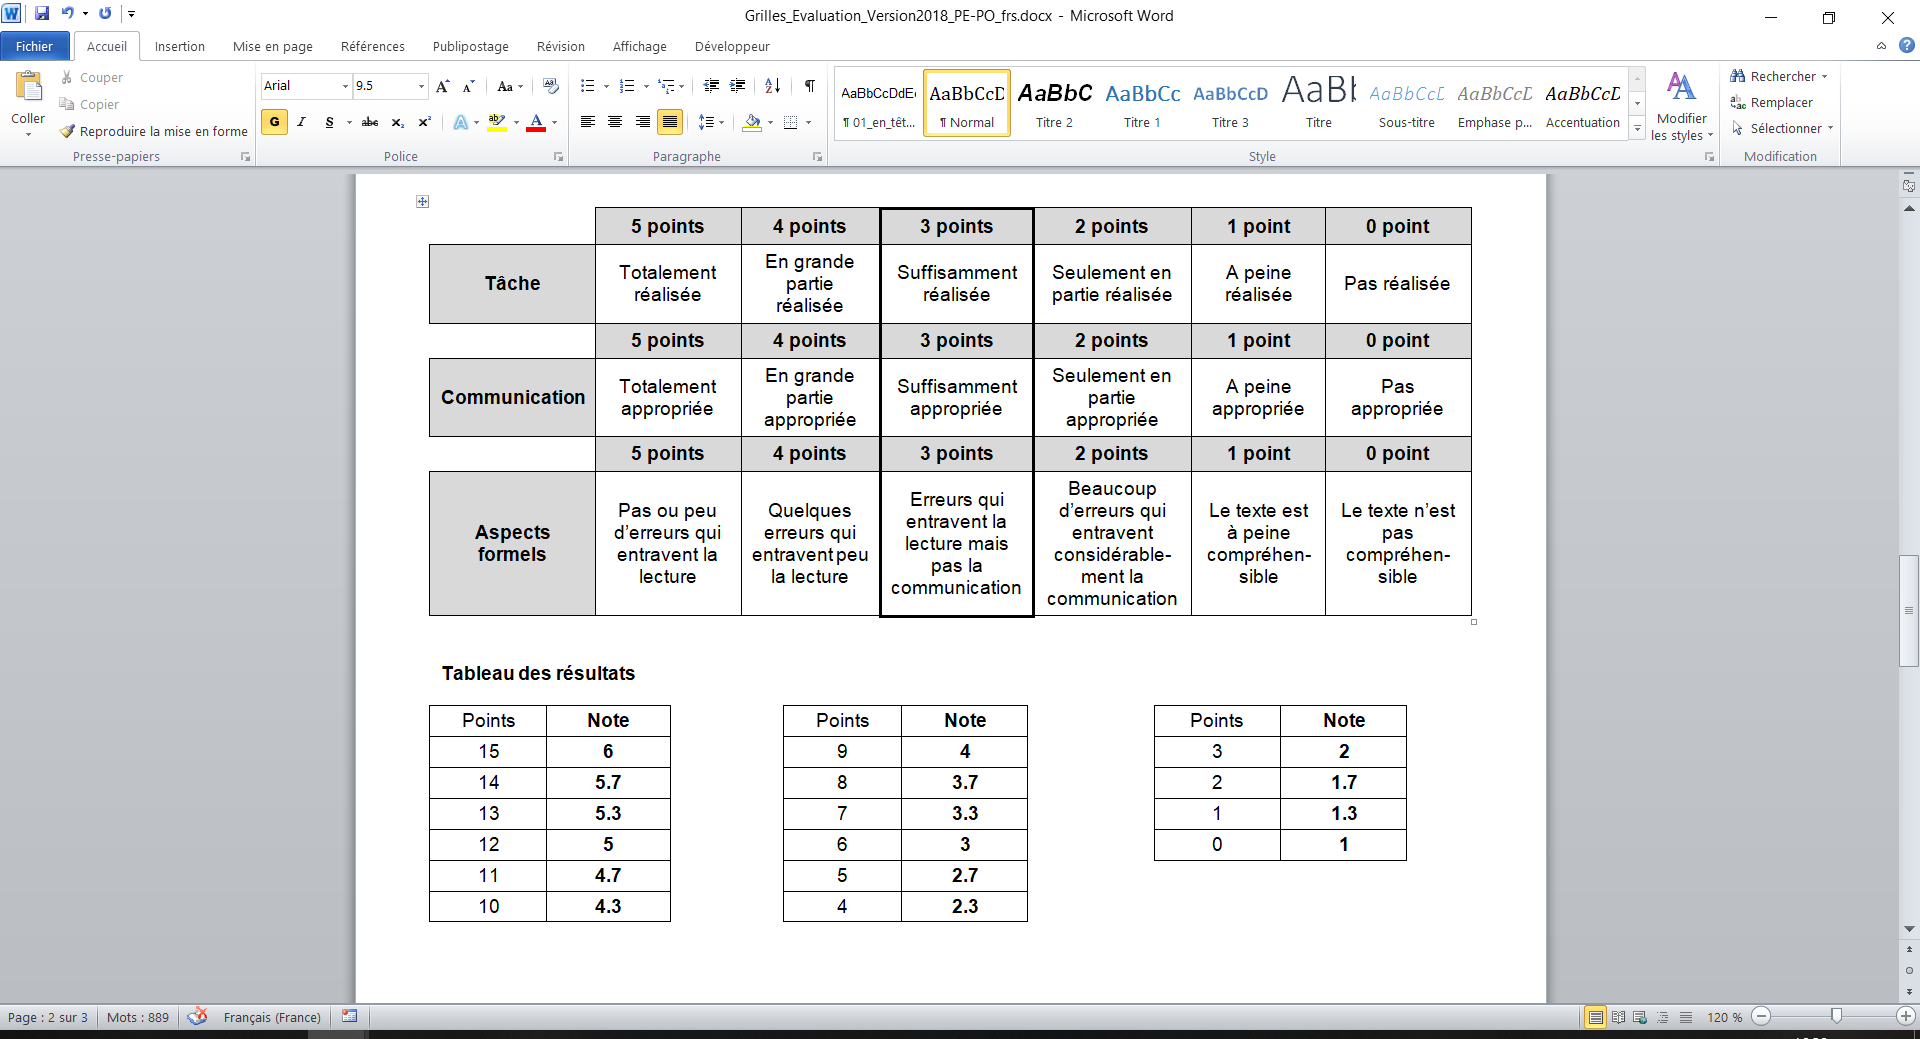 Grilles_Evaluation_Version2018_PE-PO_frs.docx - Microsoft Word
Fichier Accueil Insertion Mise en page Références Publipostage Révision Affichage Développeur
Coller
Couper
Copier
Reproduire la mise en forme
Presse-papiers
Arial 9.5
Police
Paragraphe
AaBbCcDdEe AaBbCcD AaBbC AaBbCc AaBbCcD AaBb AaBbCcD AaBbCcD AaBbCcD
¶ 01_en_têt... ¶ Normal Titre 2 Titre 1 Titre 3 Titre Sous-titre Emphase p... Accentuation
Style
Modifier
les styles
Rechercher
Remplacer
Sélectionner
Modification
5 points 4 points 3 points 2 points 1 point 0 point
Tâche
Totalement
réalisée
En grande
partie
réalisée
Suffisamment
réalisée
Seulement en
partie réalisée
A peine
réalisée
Pas réalisée
5 points 4 points 3 points 2 points 1 point 0 point
Communication
Totalement
appropriée
En grande
partie
appropriée
Suffisamment
appropriée
Seulement en
partie
appropriée
A peine
appropriée
Pas
appropriée
5 points 4 points 3 points 2 points 1 point 0 point
Aspects
formels
Pas ou peu
d’erreurs qui
entravent la
lecture
Quelques
erreurs qui
entravent peu
la lecture
Erreurs qui
entravent la
lecture mais
pas la
communication
Beaucoup
d’erreurs qui
entravent
considérable-
ment la
communication
Le texte est
à peine
compréhen-
sible
Le texte n’est
pas
compréhen-
sible
Tableau des résultats
Points Note
15 6
14 5.7
13 5.3
12 5
11 4.7
10 4.3
Points Note
9 4
8 3.7
7 3.3
6 3
5 2.7
4 2.3
Points Note
3 2
2 1.7
1 1.3
0 1
Page : 2 sur 3 Mots : 889 Français (France) 120 %